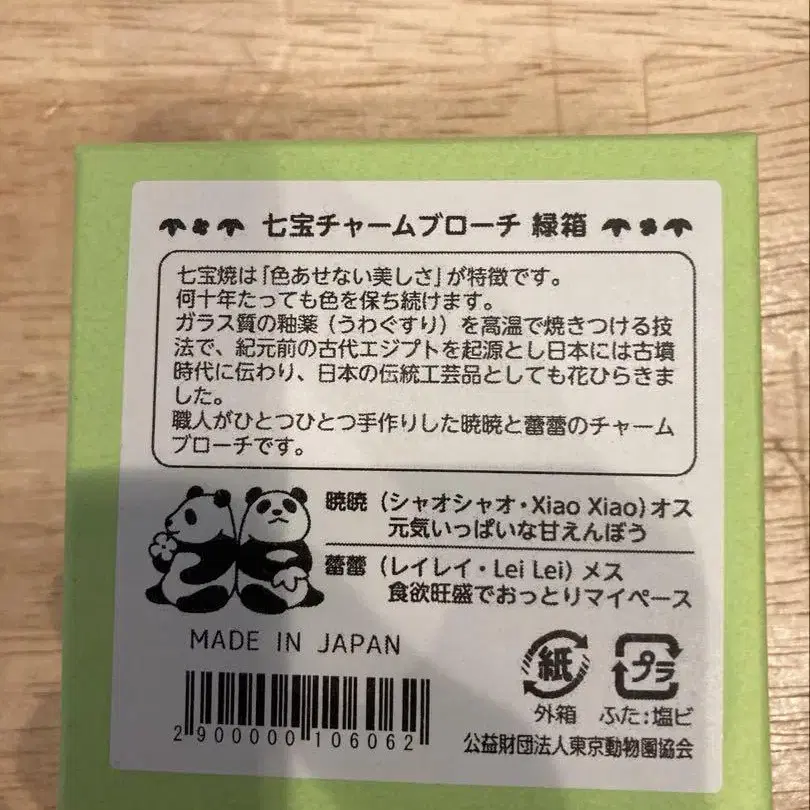 七宝チャームブローチ 緑箱
七宝焼は「色あせない美しさ」が特徴です。
何十年たっても色を保ち続けます。
ガラス質の釉薬（うわぐすり）を高温で焼きつける技
法で、紀元前の古代エジプトを起源とし日本には古墳
時代に伝わり、日本の伝統工芸品としても花ひらきま
した。
職人がひとつひとつ手作りした暁暁と蕾蕾のチャーム
ブローチです。
暁暁（シャオシャオ・Xiao Xiao）オス
元気いっぱいな甘えんぼう
蕾蕾（レイレイ・Lei Lei）メス
食欲旺盛でおっとりマイペース
MADE IN JAPAN
紙
プラ
外箱
ふた：塩ビ
2900000106062
公益財団法人東京動物園協会